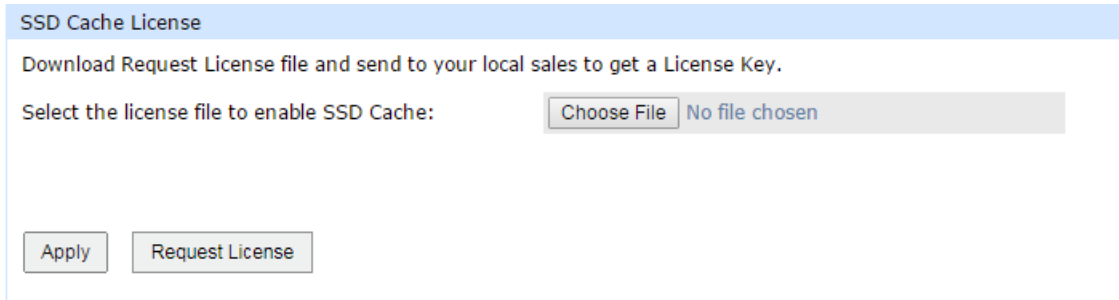 SSD Cache License
Download Request License file and send to your local sales to get a License Key.
Select the license file to enable SSD Cache: Choose File No file chosen
Apply Request License